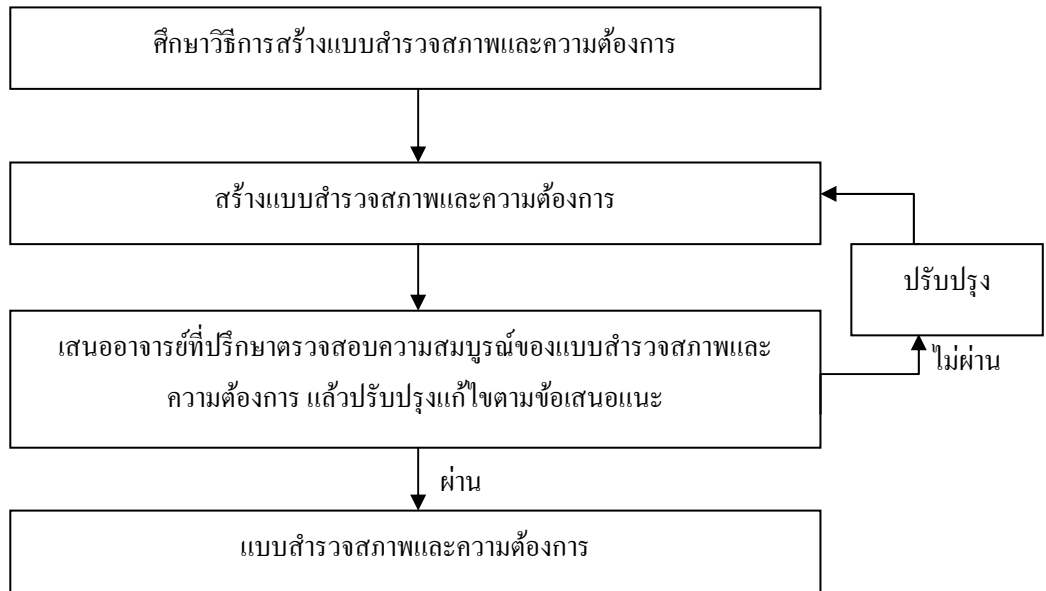 ศึกษาวิธีการสร้างแบบสำรวจสภาพและความต้องการ
สร้างแบบสำรวจสภาพและความต้องการ
ปรับปรุง
เสนออาจารย์ที่ปรึกษาตรวจสอบความสมบูรณ์ของแบบสำรวจสภาพและ
ความต้องการ แล้วปรับปรุงแก้ไขตามข้อเสนอแนะ
ไม่ผ่าน
ผ่าน
แบบสำรวจสภาพและความต้องการ